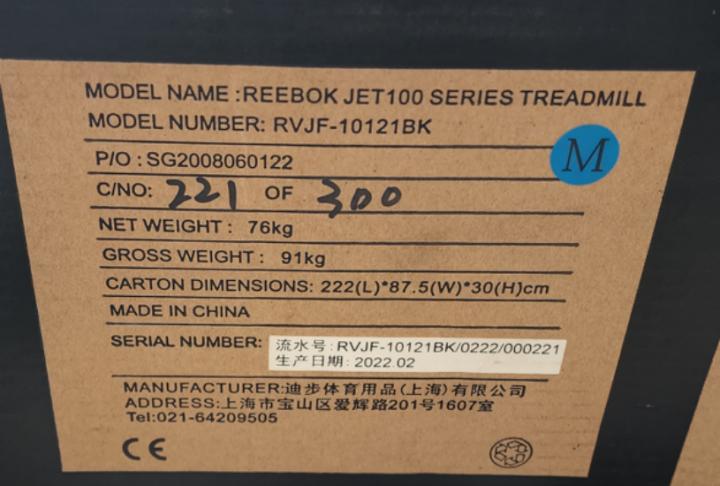 MODEL NAME :REEBOK JET100 SERIES TREADMILL
MODEL NUMBER: RVJF-10121BK
M
P/O : SG2008060122
C/NO: 221 OF 300
NET WEIGHT : 76kg
GROSS WEIGHT : 91kg
CARTON DIMENSIONS: 222(L)*87.5(W)*30(H)cm
MADE IN CHINA
SERIAL NUMBER: 流水号: RVJF-10121BK/0222/000221
生产日期: 2022.02
MANUFACTURER:迪步体育用品(上海)有限公司
ADDRESS:上海市宝山区爱辉路201号1607室
Tel:021-64209505
CE